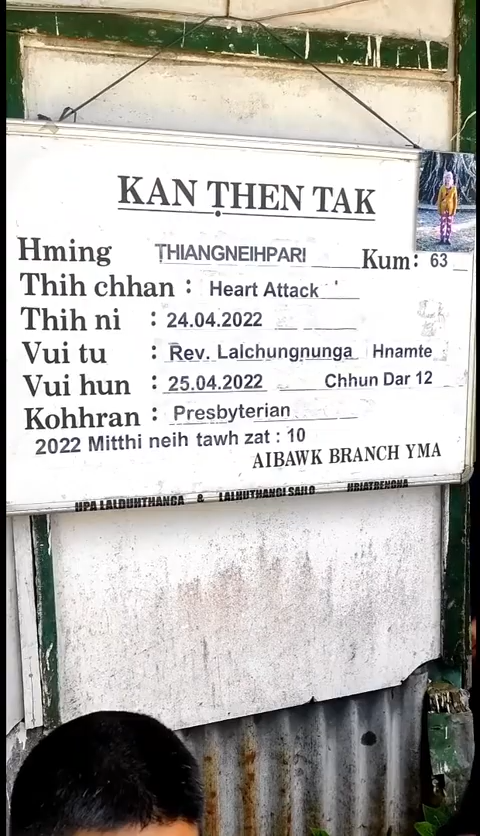 KAN ṬHEN TAK
Hming ṬHIANGNEIHPARI Kum: 63
Thih chhan : Heart Attack
Thih ni : 24.04.2022
Vui tu : Rev. Lalchungnunga Hnamte
Vui hun : 25.04.2022 Chhun Dar 12
Kohhran : Presbyterian
2022 Mitthi neih tawh zat : 10
AIBAWK BRANCH YMA
UPA LALDUHTHANGA & LALHUTHANGI SAILO HRIATRENGNA